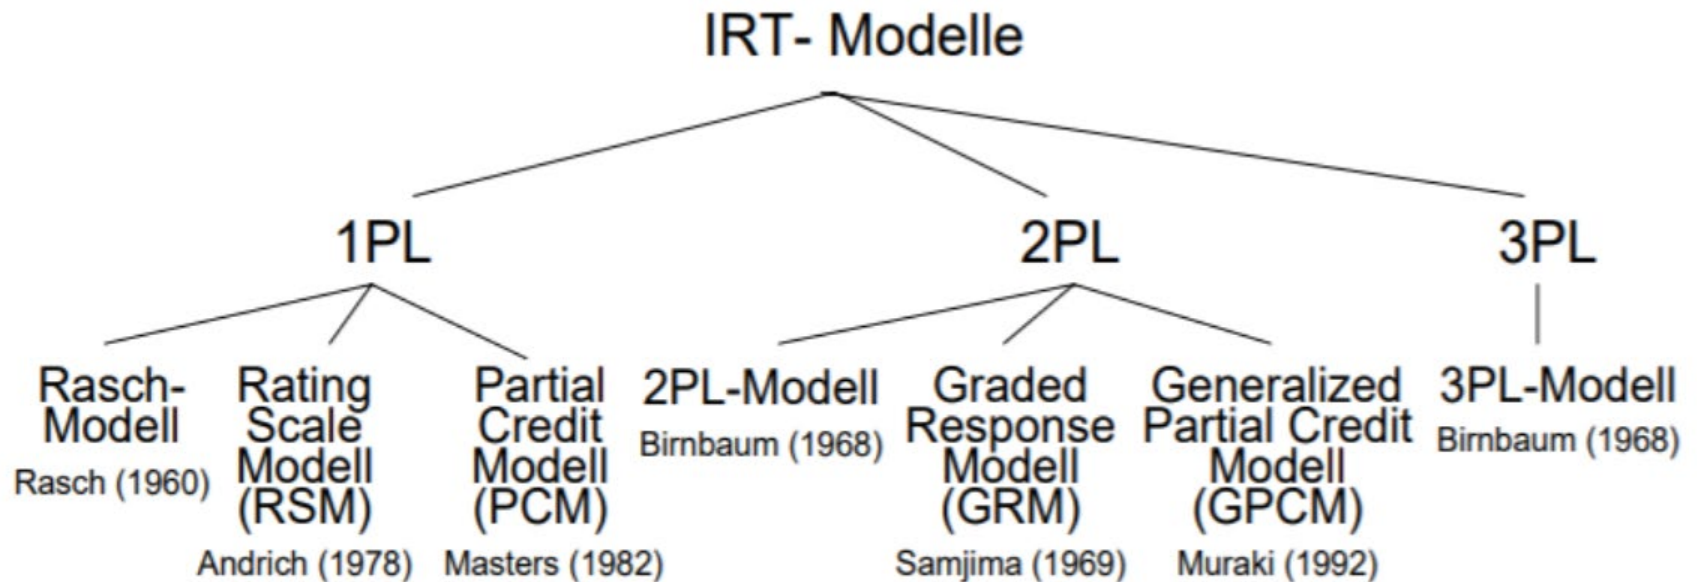 IRT- Modelle
1PL
2PL
3PL
Rasch-
Modell
Rasch (1960)
Rating
Scale
Modell
(RSM)
Andrich (1978)
Partial
Credit
Modell
(PCM)
Masters (1982)
2PL-Modell
Birnbaum (1968)
Graded
Response
Modell
(GRM)
Samjima (1969)
Generalized
Partial Credit
Modell
(GPCM)
Muraki (1992)
3PL-Modell
Birnbaum (1968)